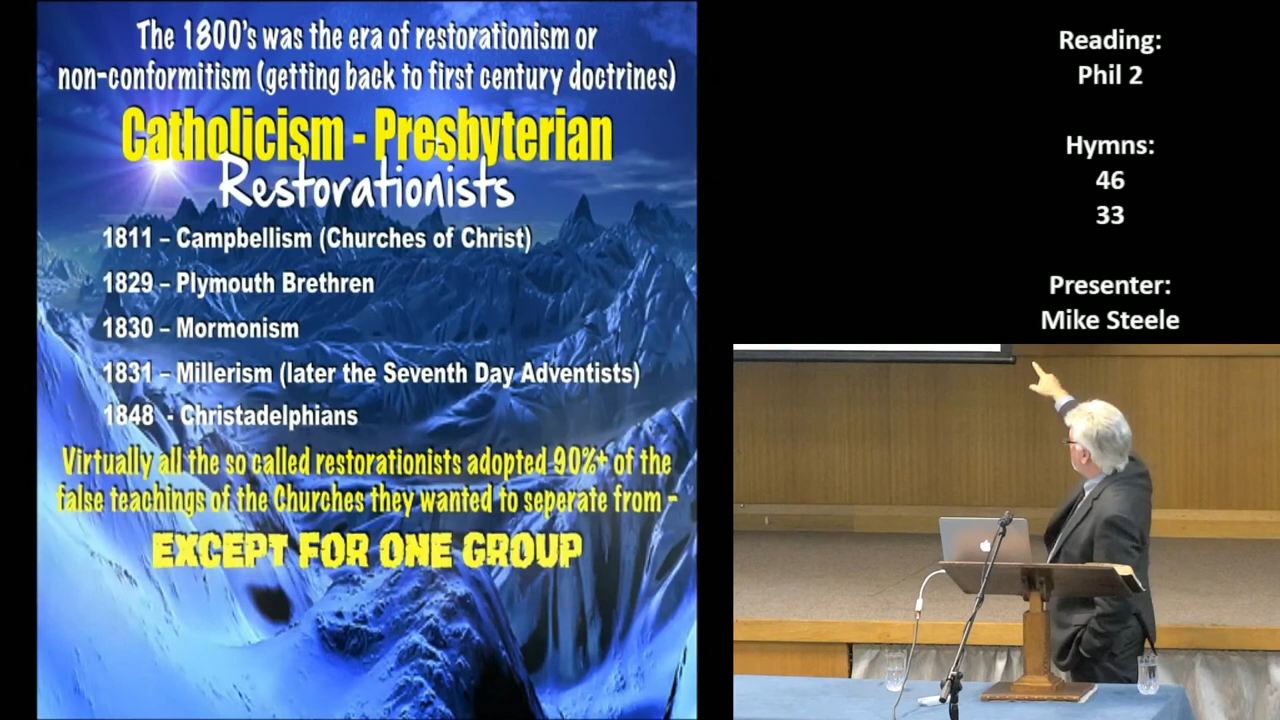 The 1800's was the era of restorationism or
non-conformitism (getting back to first century doctrines)
Catholicism - Presbyterian
Restorationists
1811 – Campbellism (Churches of Christ)
1829 – Plymouth Brethren
1830 – Mormonism
1831 – Millerism (later the Seventh Day Adventists)
1848 - Christadelphians
Virtually all the so called restorationists adopted 90%+ of the
false teachings of the Churches they wanted to seperate from -
EXCEPT FOR ONE GROUP
Reading:
Phil 2
Hymns:
46
33
Presenter:
Mike Steele